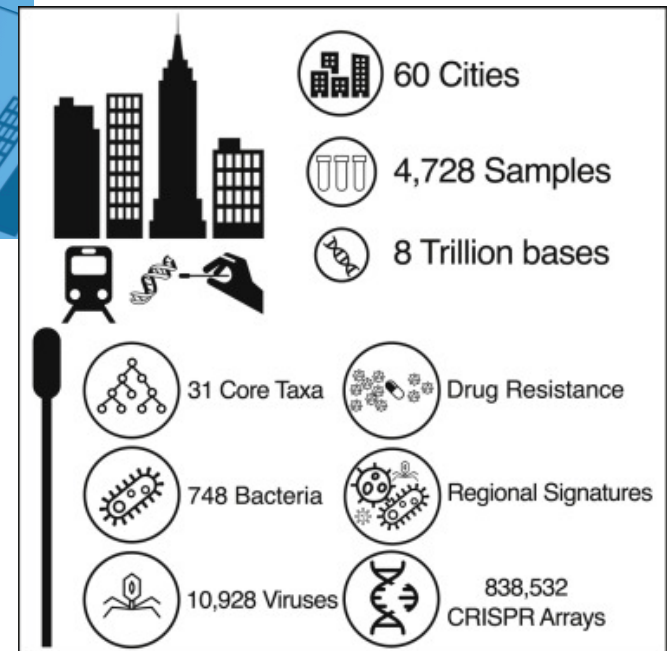 60 Cities
4,728 Samples
8 Trillion bases
31 Core Taxa
Drug Resistance
748 Bacteria
Regional Signatures
10,928 Viruses
838,532
CRISPR Arrays